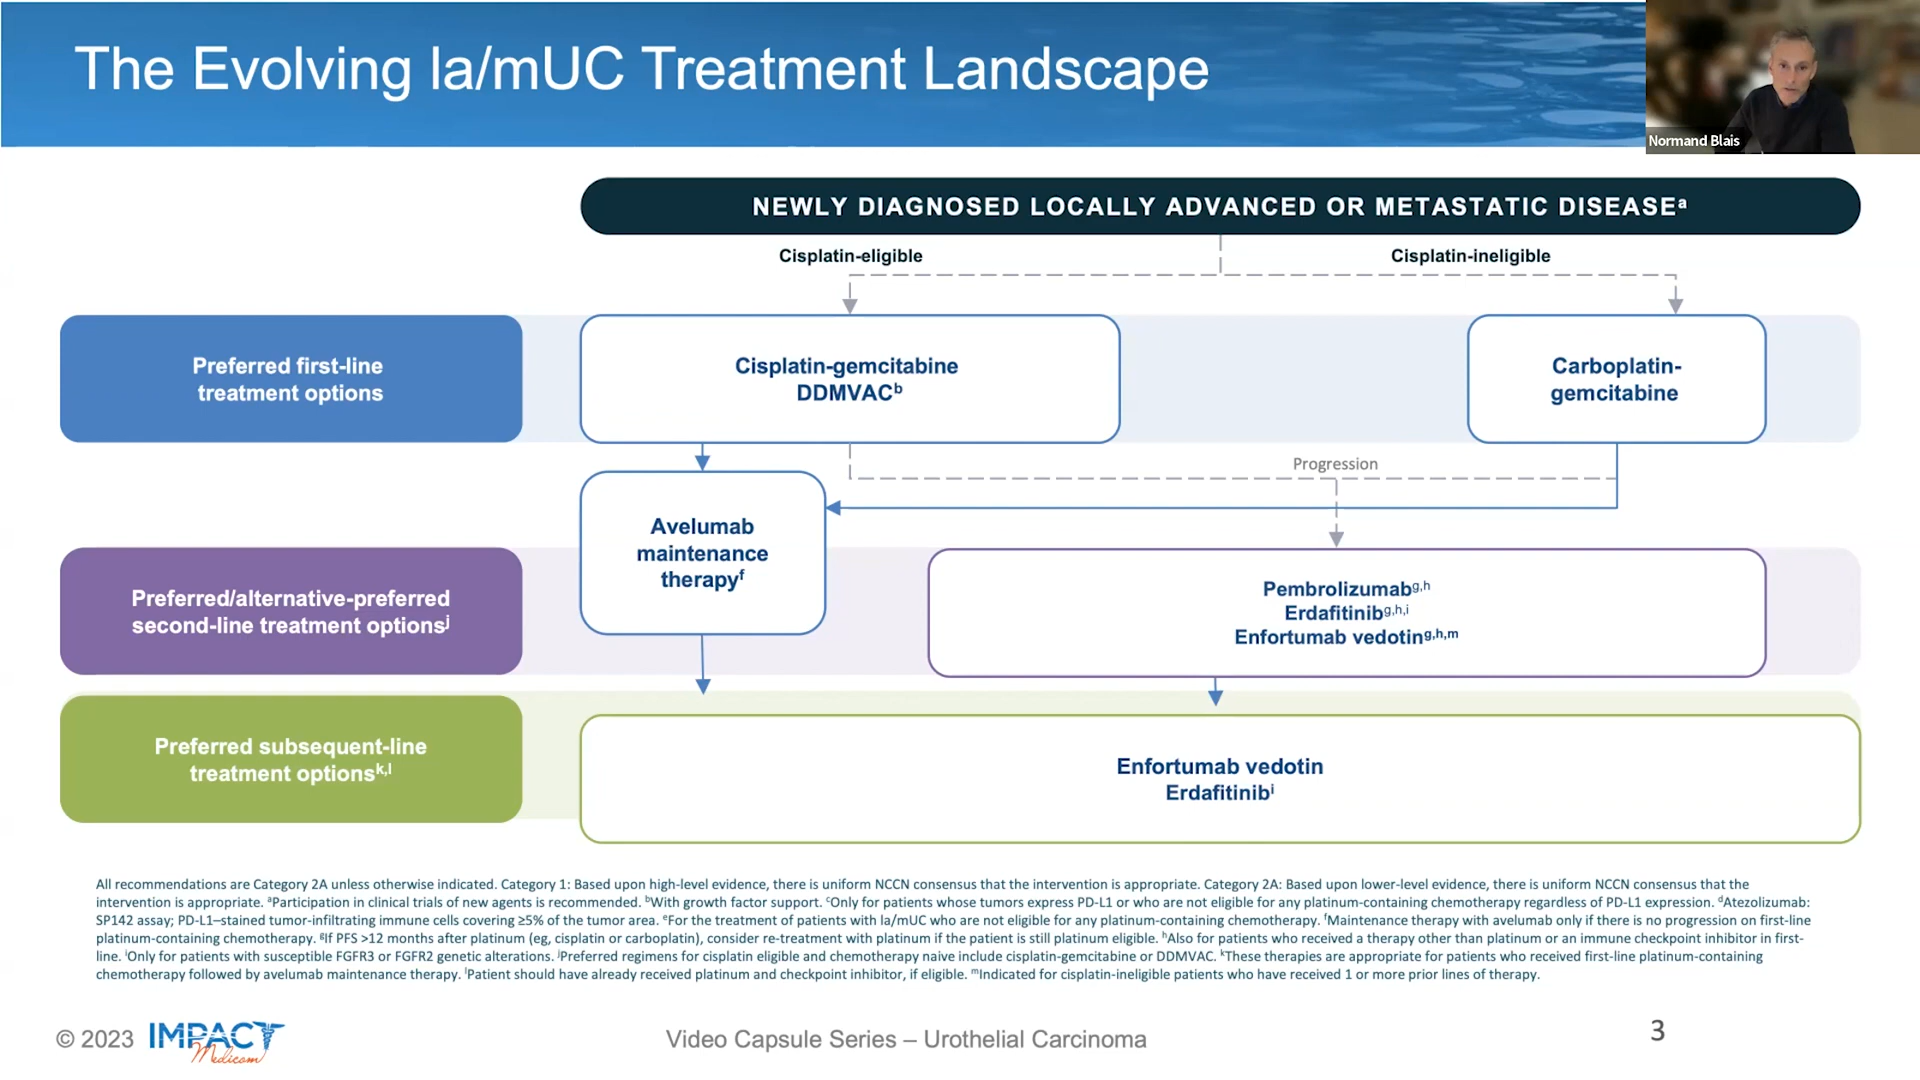 The Evolving la/mUC Treatment Landscape
Normand Blais
NEWLY DIAGNOSED LOCALLY ADVANCED OR METASTATIC DISEASEᵃ
Cisplatin-eligible
Cisplatin-ineligible
Preferred first-line
treatment options
Cisplatin-gemcitabine
DDMVACᵇ
Carboplatin-
gemcitabine
Progression
Avelumab
maintenance
therapyᶠ
Preferred/alternative-preferred
second-line treatment optionsʲ
Pembrolizumabᵍ,ʰ
Erdafitinibᵍ,ʰ,ⁱ
Enfortumab vedotinᵍ,ʰ,ᵐ
Preferred subsequent-line
treatment optionsᵏ,ˡ
Enfortumab vedotin
Erdafitinibⁱ
All recommendations are Category 2A unless otherwise indicated. Category 1: Based upon high-level evidence, there is uniform NCCN consensus that the intervention is appropriate. Category 2A: Based upon lower-level evidence, there is uniform NCCN consensus that the
intervention is appropriate. ᵃParticipation in clinical trials of new agents is recommended. ᵇWith growth factor support. ᶜOnly for patients whose tumors express PD-L1 or who are not eligible for any platinum-containing chemotherapy regardless of PD-L1 expression. ᵈAtezolizumab:
SP142 assay; PD-L1–stained tumor-infiltrating immune cells covering ≥5% of the tumor area. ᵉFor the treatment of patients with la/mUC who are not eligible for any platinum-containing chemotherapy. ᶠMaintenance therapy with avelumab only if there is no progression on first-line
platinum-containing chemotherapy. ᵍIf PFS >12 months after platinum (eg, cisplatin or carboplatin), consider re-treatment with platinum if the patient is still platinum eligible. ʰAlso for patients who received a therapy other than platinum or an immune checkpoint inhibitor in first-
line. ⁱOnly for patients with susceptible FGFR3 or FGFR2 genetic alterations. ʲPreferred regimens for cisplatin eligible and chemotherapy naive include cisplatin-gemcitabine or DDMVAC. ᵏThese therapies are appropriate for patients who received first-line platinum-containing
chemotherapy followed by avelumab maintenance therapy. ˡPatient should have already received platinum and checkpoint inhibitor, if eligible. ᵐIndicated for cisplatin-ineligible patients who have received 1 or more prior lines of therapy.
© 2023 IMPACT
Medicom
Video Capsule Series – Urothelial Carcinoma
3